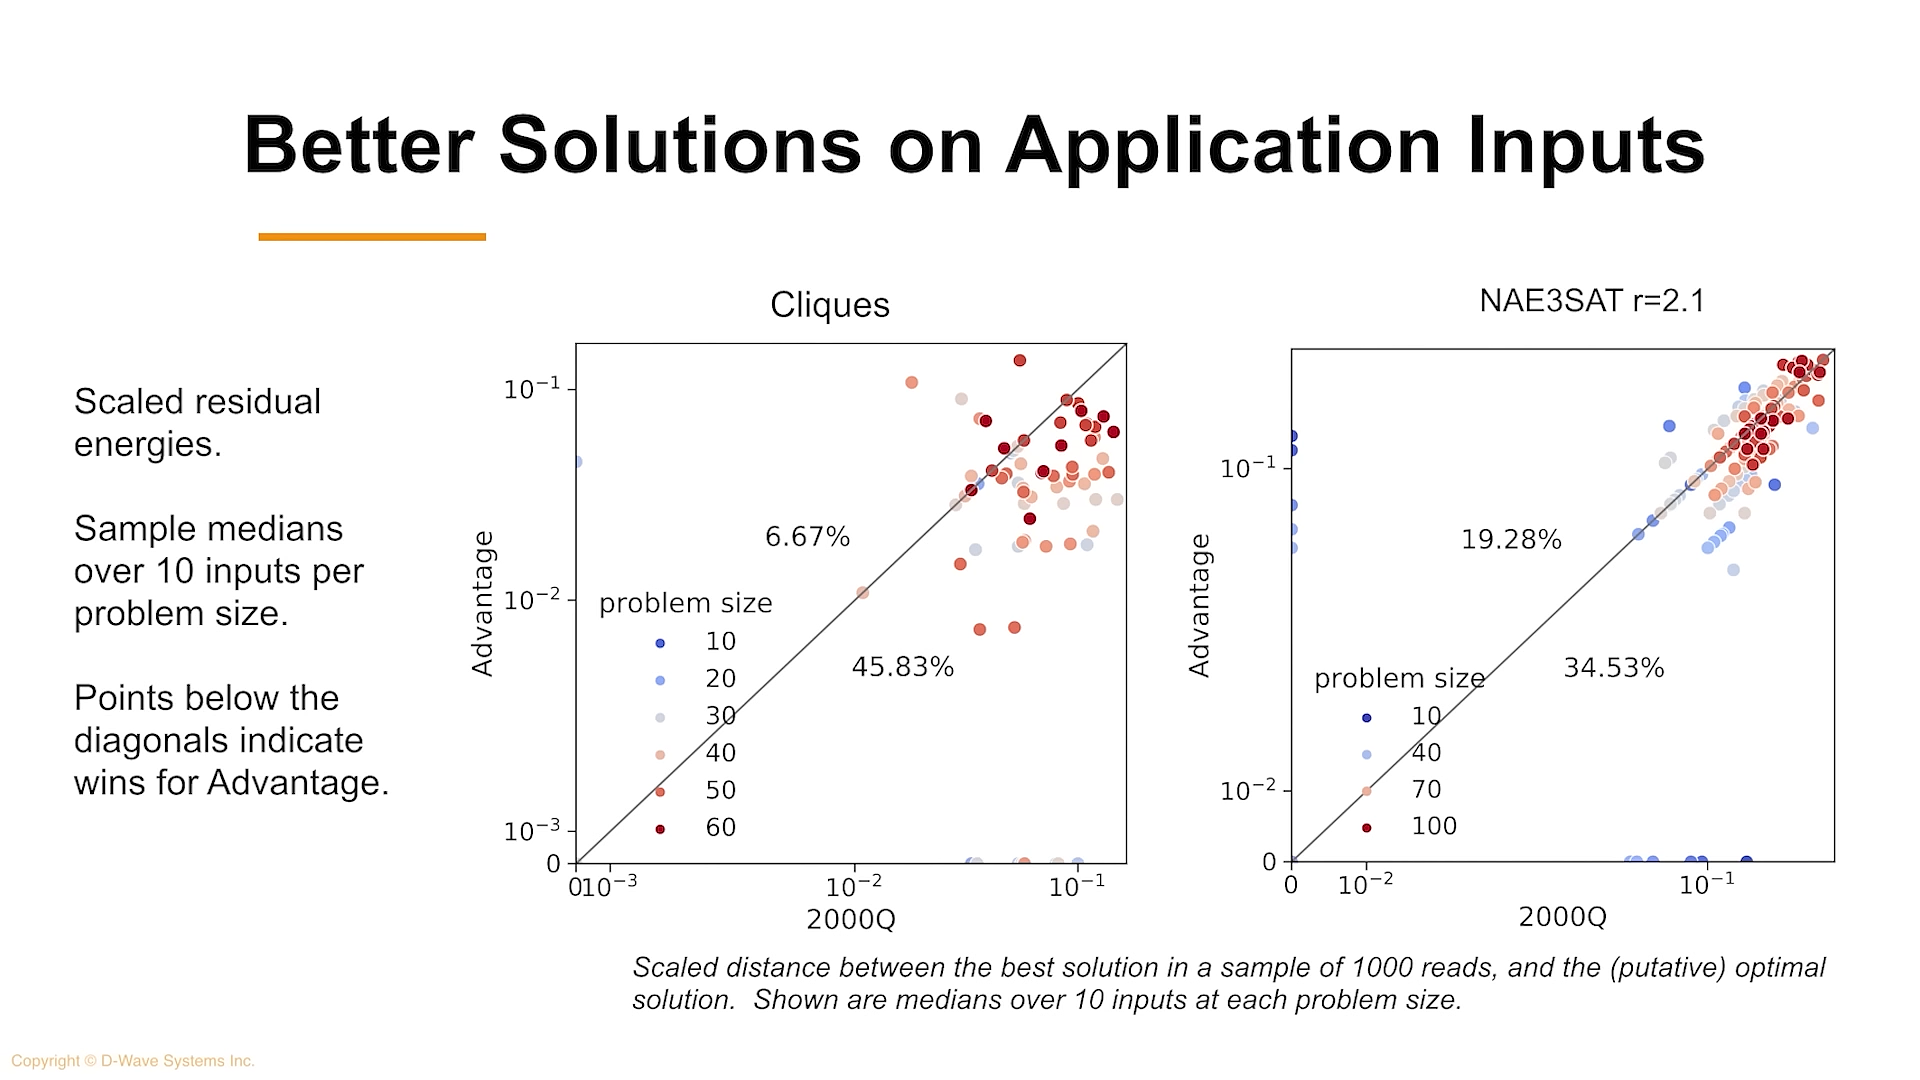 Better Solutions on Application Inputs
Scaled residual
energies.
Sample medians
over 10 inputs per
problem size.
Points below the
diagonals indicate
wins for Advantage.
Cliques
Advantage
10⁻¹
10⁻²
10⁻³
0
6.67%
45.83%
problem size
10
20
30
40
50
60
0
10⁻³
10⁻²
10⁻¹
2000Q
NAE3SAT r=2.1
Advantage
10⁻¹
10⁻²
0
19.28%
34.53%
problem size
10
40
70
100
0
10⁻²
10⁻¹
2000Q
Scaled distance between the best solution in a sample of 1000 reads, and the (putative) optimal
solution. Shown are medians over 10 inputs at each problem size.
Copyright © D-Wave Systems Inc.